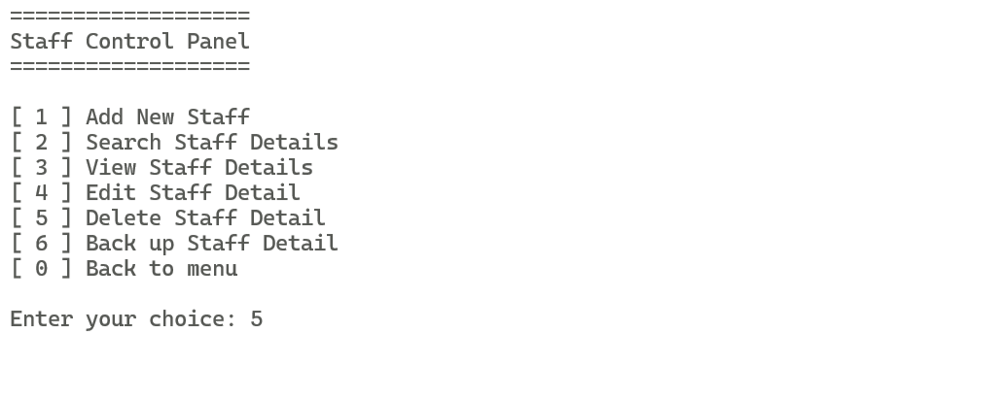 ===================
Staff Control Panel
===================
[ 1 ] Add New Staff
[ 2 ] Search Staff Details
[ 3 ] View Staff Details
[ 4 ] Edit Staff Detail
[ 5 ] Delete Staff Detail
[ 6 ] Back up Staff Detail
[ 0 ] Back to menu
Enter your choice: 5